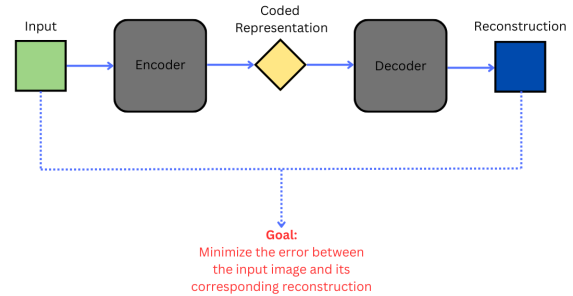 Input
Encoder
Coded
Representation
Decoder
Reconstruction
Goal:
Minimize the error between
the input image and its
corresponding reconstruction